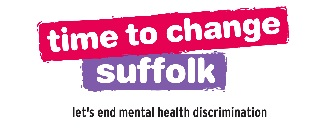 time to change
suffolk
let's end mental health discrimination